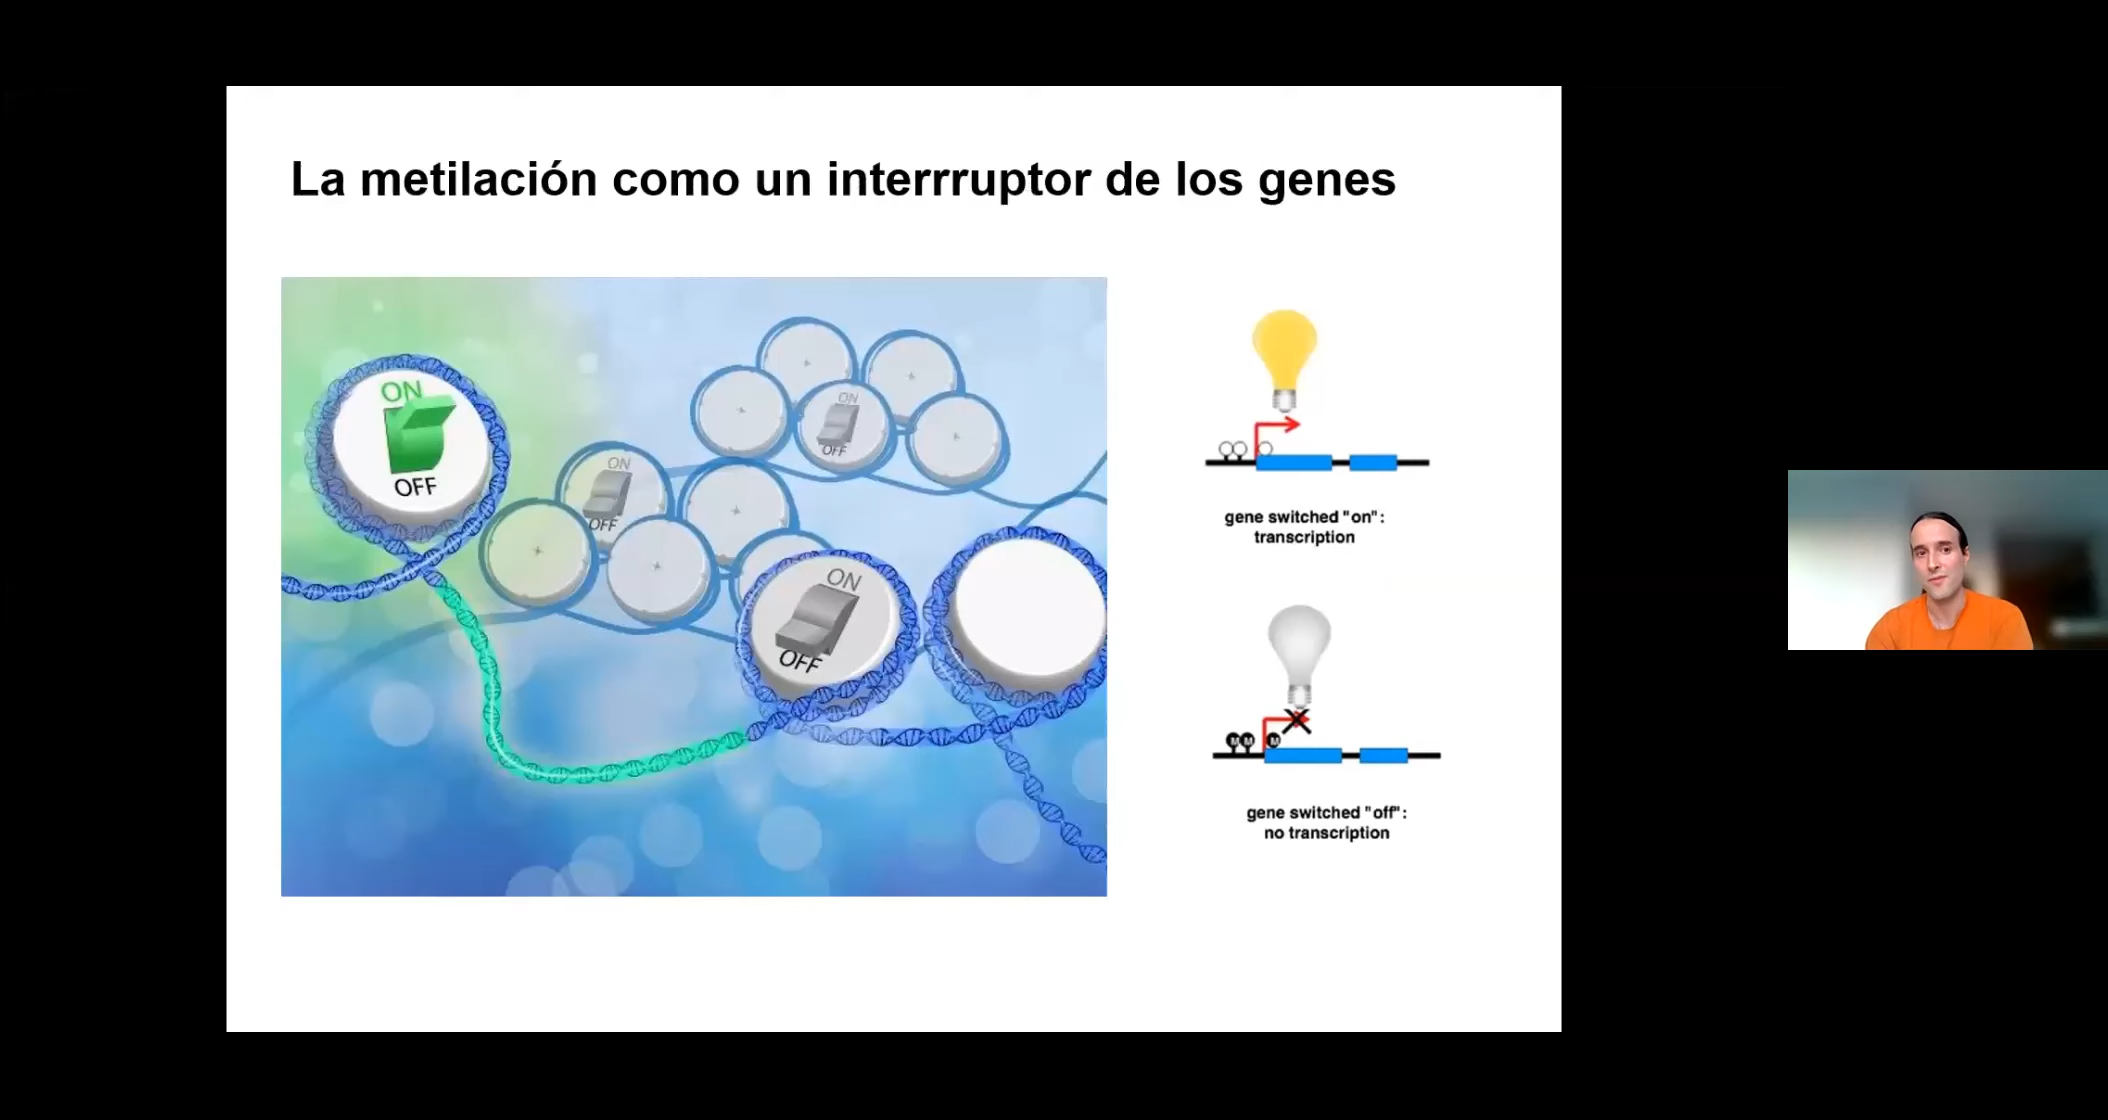 La metilación como un interrruptor de los genes
ON
OFF
ON
OFF
ON
OFF
ON
OFF
gene switched "on":
transcription
M M M
gene switched "off":
no transcription